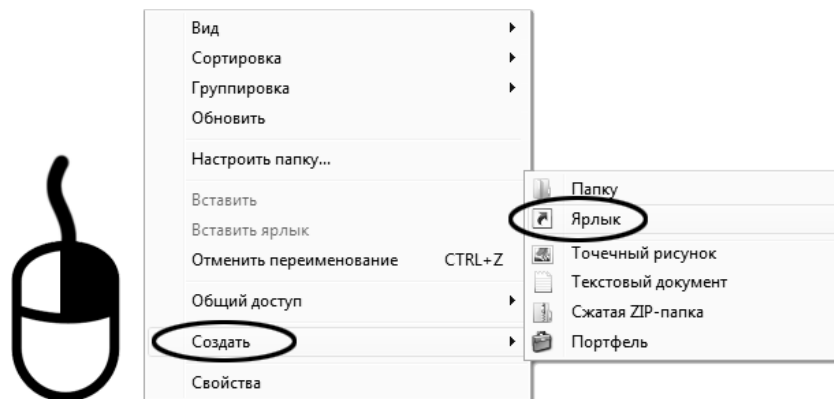 Вид
Сортировка
Группировка
Обновить
Настроить папку...
Вставить
Вставить ярлык
Отменить переименование CTRL+Z
Общий доступ
Создать
Свойства
Папку
Ярлык
Точечный рисунок
Текстовый документ
Сжатая ZIP-папка
Портфель